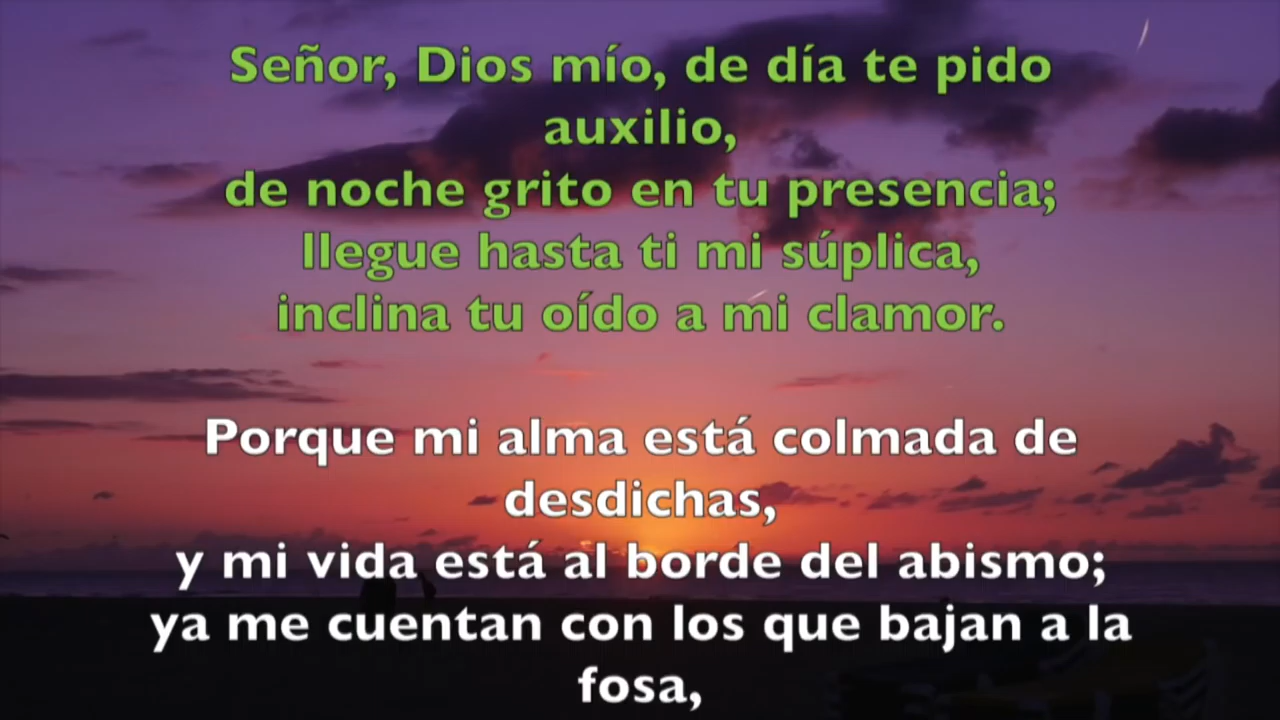 Señor, Dios mío, de día te pido
auxilio,
de noche grito en tu presencia;
llegue hasta ti mi súplica,
inclina tu oído a mi clamor.
Porque mi alma está colmada de
desdichas,
y mi vida está al borde del abismo;
ya me cuentan con los que bajan a la
fosa,